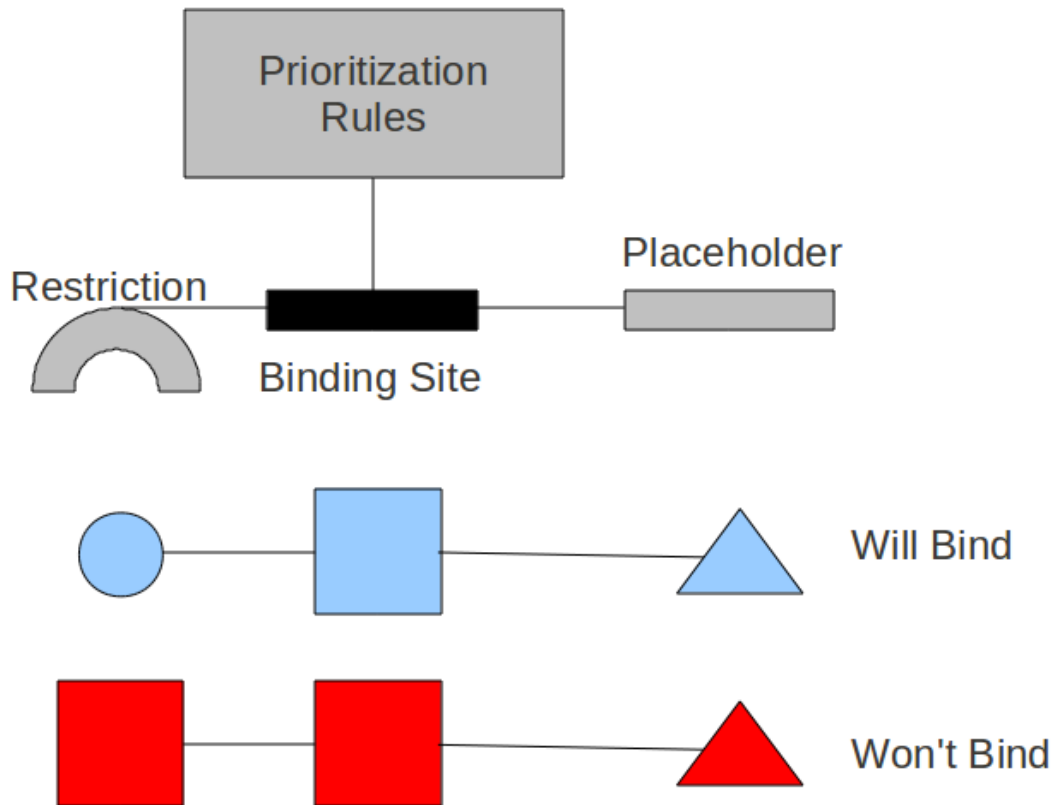 Prioritization
Rules
Placeholder
Restriction
Binding Site
Will Bind
Won't Bind